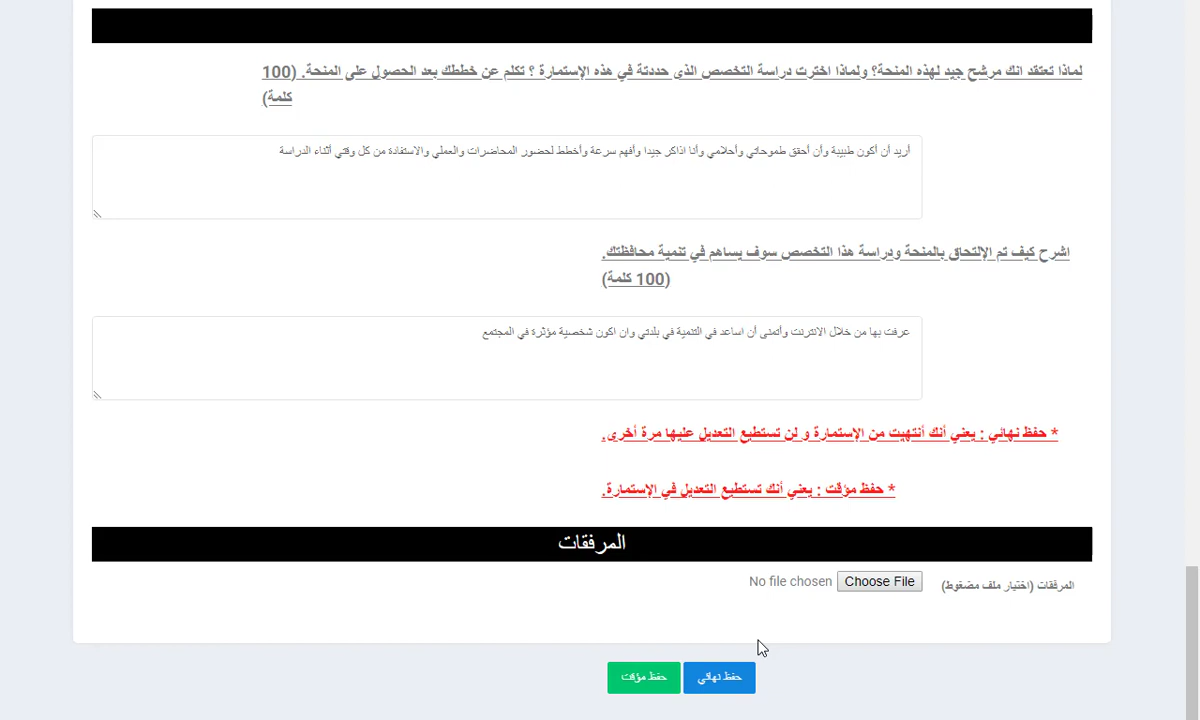 لماذا تعتقد انك مرشح جيد لهذه المنحة؟ ولماذا اخترت دراسة التخصص الذى حددتة في هذه الإستمارة ؟ تكلم عن خططك بعد الحصول على المنحة. (100
كلمة)
أريد أن أكون طبيبة وأن أحقق طموحاتي وأحلامي وأنا اذاكر جيدا وأفهم سرعة وأخطط لحضور المحاضرات والعملي والاستفادة من كل وقتي أثناء الدراسة
اشرح كيف تم الإلتحاق بالمنحة ودراسة هذا التخصص سوف يساهم في تنمية محافظتك.
(100 كلمة)
عرفت بها من خلال الانترنت وأتمنى أن اساعد في التنمية في بلدتي وان اكون شخصية مؤثرة في المجتمع
* حفظ نهائي : يعني أنك أنتهيت من الإستمارة و لن تستطيع التعديل عليها مرة أخرى.
* حفظ مؤقت : يعني أنك تستطيع التعديل في الإستمارة.
المرفقات
المرفقات (اختيار ملف مضغوط) Choose File No file chosen
حفظ نهائي حفظ مؤقت